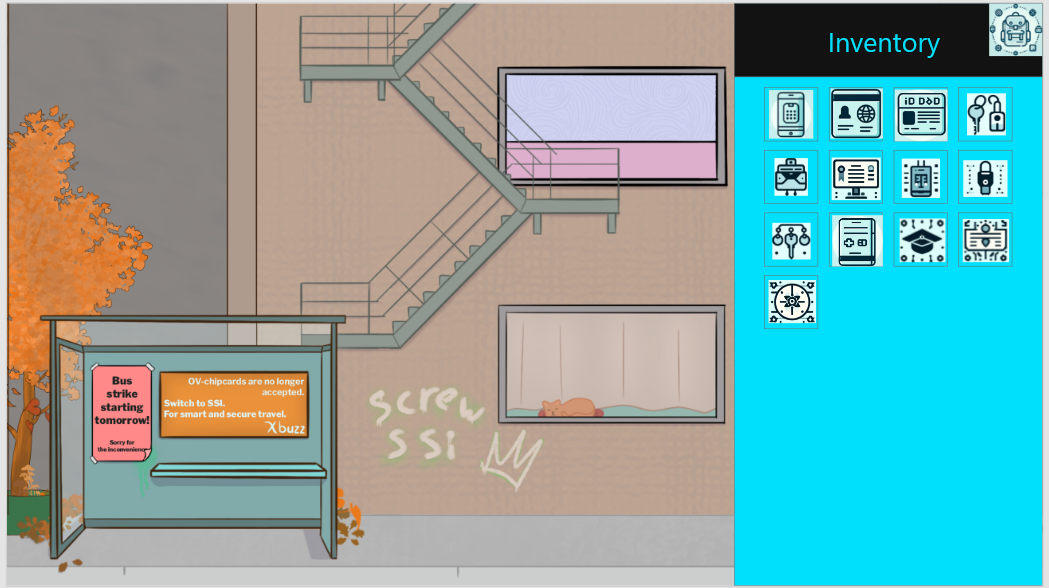 Inventory
iD DóD
Bus
strike
starting
tomorrow!
Sorry for
the inconvenience
OV-chipcards are no longer
accepted.
Switch to SSI.
For smart and secure travel.
Xbuzz
screw
SSi